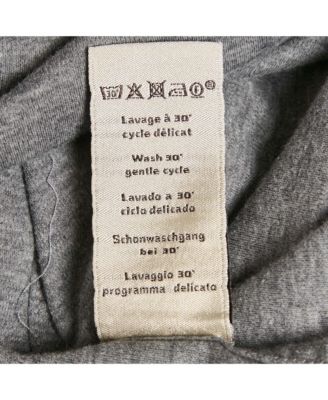 Lavage à 30°
cycle délicat
Wash 30°
gentle cycle
Lavado a 30°
ciclo delicado
Schonwaschgang
bei 30°
Lavaggio 30°
programma delicato